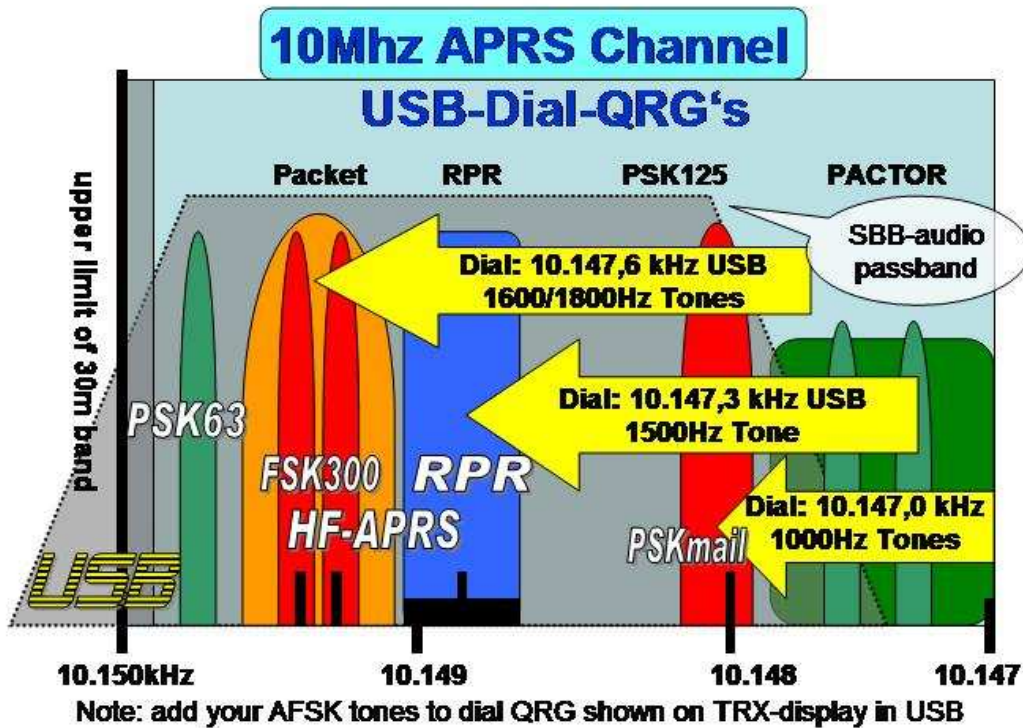 10Mhz APRS Channel
USB-Dial-QRG's
Packet
RPR
PSK125
PACTOR
SBB-audio
passband
upper limit of 30m band
Dial: 10.147,6 kHz USB
1600/1800Hz Tones
Dial: 10.147,3 kHz USB
1500Hz Tone
PSK63
FSK300
RPR
HF-APRS
Dial: 10.147,0 kHz
1000Hz Tones
PSKmail
USB
10.150kHz
10.149
10.148
10.147
Note: add your AFSK tones to dial QRG shown on TRX-display in USB